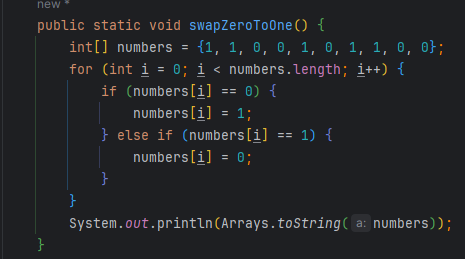 new *
public static void swapZeroToOne() {
    int[] numbers = {1, 1, 0, 0, 1, 0, 1, 1, 0, 0};
    for (int i = 0; i < numbers.length; i++) {
        if (numbers[i] == 0) {
            numbers[i] = 1;
        } else if (numbers[i] == 1) {
            numbers[i] = 0;
        }
    }
    System.out.println(Arrays.toString( a: numbers));
}